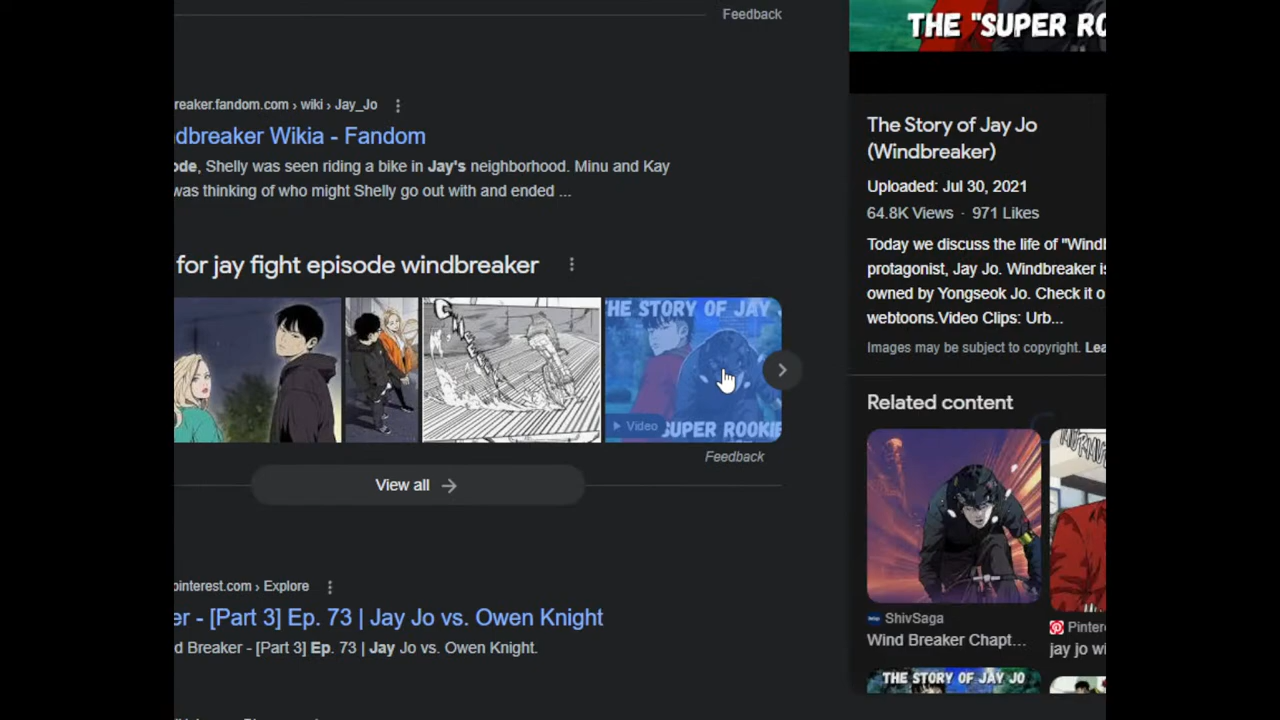 THE "SUPER RO
Feedback
reaker.fandom.com › wiki › Jay_Jo
ndbreaker Wikia - Fandom
ode, Shelly was seen riding a bike in Jay's neighborhood. Minu and Kay
was thinking of who might Shelly go out with and ended ...
for jay fight episode windbreaker
THE STORY OF JAY J
Video
SUPER ROOKIE
Feedback
View all
pinterest.com › Explore
er - [Part 3] Ep. 73 | Jay Jo vs. Owen Knight
d Breaker - [Part 3] Ep. 73 | Jay Jo vs. Owen Knight.
The Story of Jay Jo
(Windbreaker)
Uploaded: Jul 30, 2021
64.8K Views · 971 Likes
Today we discuss the life of "Windl
protagonist, Jay Jo. Windbreaker is
owned by Yongseok Jo. Check it o
webtoons.Video Clips: Urb...
Images may be subject to copyright. Lea
Related content
ShivSaga
Wind Breaker Chapt...
Pinter
jay jo wi
THE STORY OF JAY JO